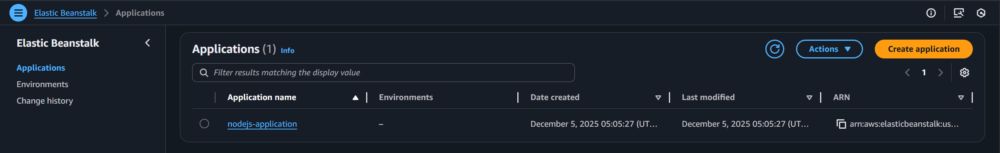 Elastic Beanstalk > Applications
Elastic Beanstalk
Applications
Environments
Change history
Applications (1) Info
Actions
Create application
Filter results matching the display value
1
Application name Environments Date created Last modified ARN
nodejs-application – December 5, 2025 05:05:27 (UT... December 5, 2025 05:05:27 (UT... arn:aws:elasticbeanstalk:us...